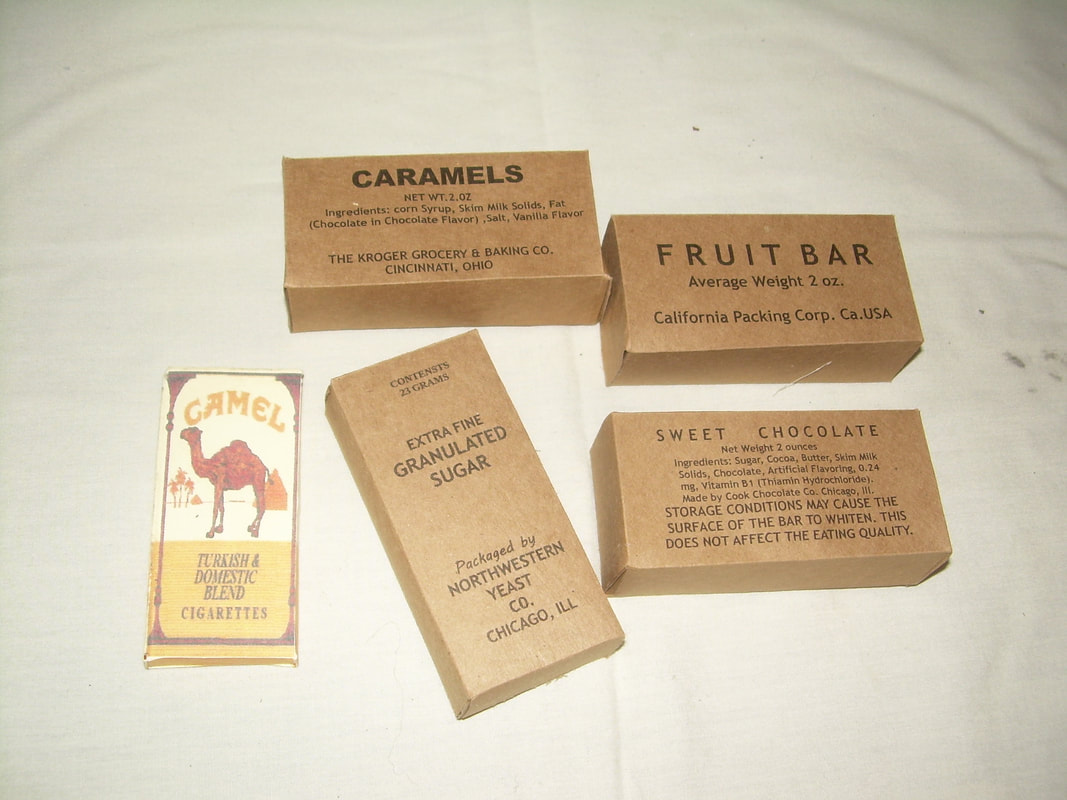 CARAMELS
NET WT.2.OZ
Ingredients: corn Syrup, Skim Milk Solids, Fat
(Chocolate in Chocolate Flavor) ,Salt, Vanilla Flavor
THE KROGER GROCERY & BAKING CO.
CINCINNATI, OHIO
FRUIT BAR
Average Weight 2 oz.
California Packing Corp. Ca.USA
CAMEL
TURKISH &
DOMESTIC
BLEND
CIGARETTES
CONTENSTS
23 GRAMS
EXTRA FINE
GRANULATED
SUGAR
Packaged by
NORTHWESTERN
YEAST
CO.
CHICAGO, ILL
SWEET CHOCOLATE
Net Weight 2 ounces
Ingredients: Sugar, Cocoa, Butter, Skim Milk
Solids, Chocolate, Artificial Flavoring, 0.24
mg, Vitamin B1 (Thiamin Hydrochloride).
Made by Cook Chocolate Co. Chicago, Ill.
STORAGE CONDITIONS MAY CAUSE THE
SURFACE OF THE BAR TO WHITEN. THIS
DOES NOT AFFECT THE EATING QUALITY.